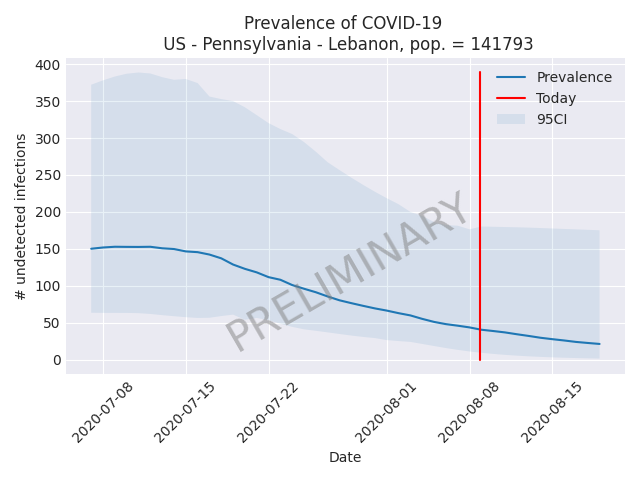 Prevalence of COVID-19
US - Pennsylvania - Lebanon, pop. = 141793
400
350
300
250
200
150
100
50
0
# undetected infections
Prevalence
Today
95CI
PRELIMINARY
2020-07-08
2020-07-15
2020-07-22
2020-08-01
2020-08-08
2020-08-15
Date